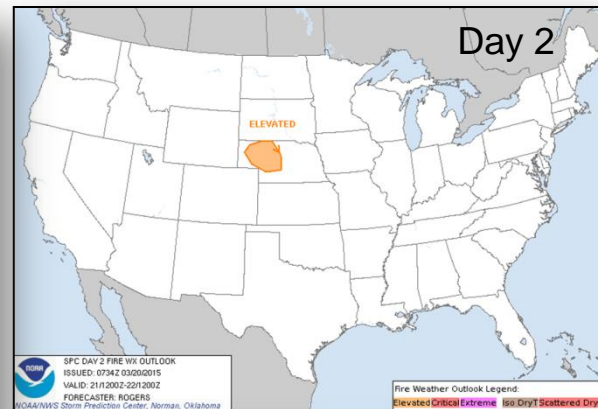 Day 2
ELEVATED
NOAA
SPC DAY 2 FIRE WX OUTLOOK
ISSUED: 0734Z 03/20/2015
VALID: 21/1200Z-22/1200Z
FORECASTER: ROGERS
NOAA/NWS Storm Prediction Center, Norman, Oklahoma
Fire Weather Outlook Legend:
Elevated Critical Extreme Iso DryT Scattered Dry